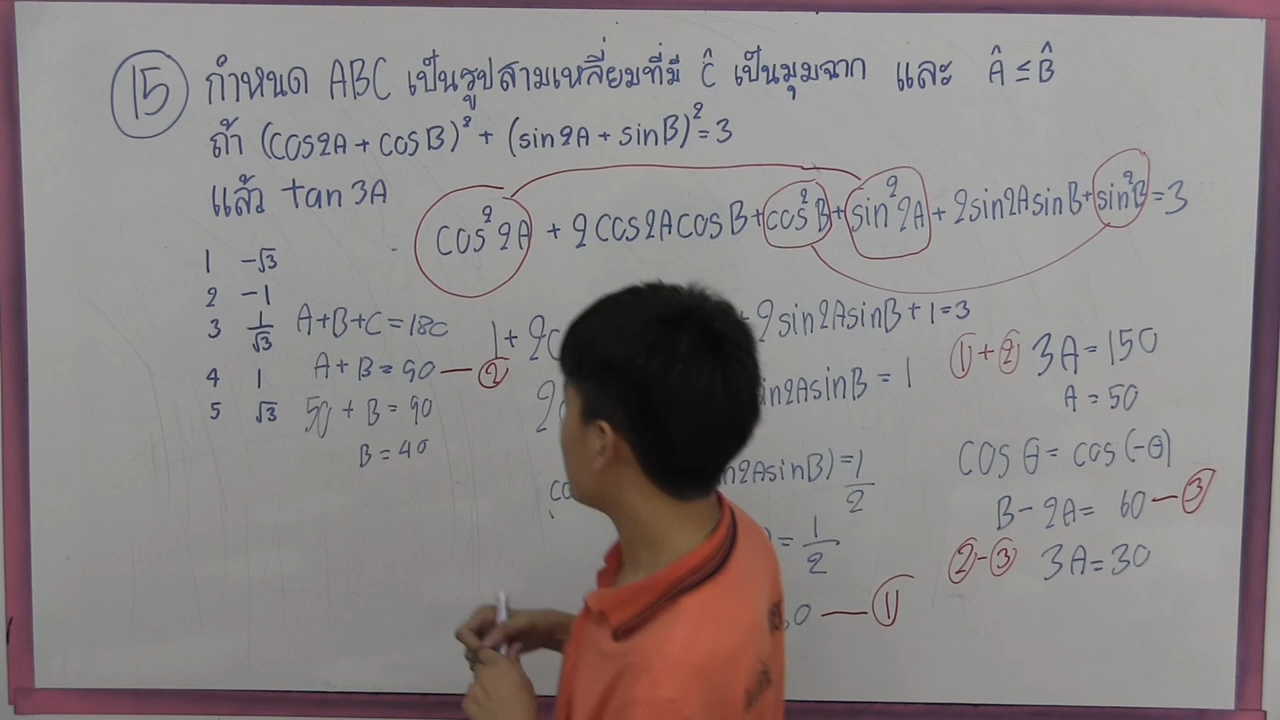 15 กำหนด ABC เป็นรูปสามเหลี่ยมที่มี Ĉ เป็นมุมฉาก และ Â ≤ B̂
ถ้า (cos2A + cosB)² + (sin2A + sinB)² = 3
แล้ว tan3A
cos²2A + 2cos2AcosB + cos²B + sin²2A + 2sin2AsinB + sin²B = 3
1 -√3
2 -1
3 1/√3
4 1
5 √3
A+B+C = 180
A+B = 90 — ②
50 + B = 90
B = 40
1 + 2
2sin2AsinB + 1 = 3
2
in2AsinB = 1
co
n2AsinB) = 1/2
= 1/2
0 — ①
①+② 3A = 150
A = 50
cos θ = cos(-θ)
B - 2A = 60 — ③
②-③ 3A = 30